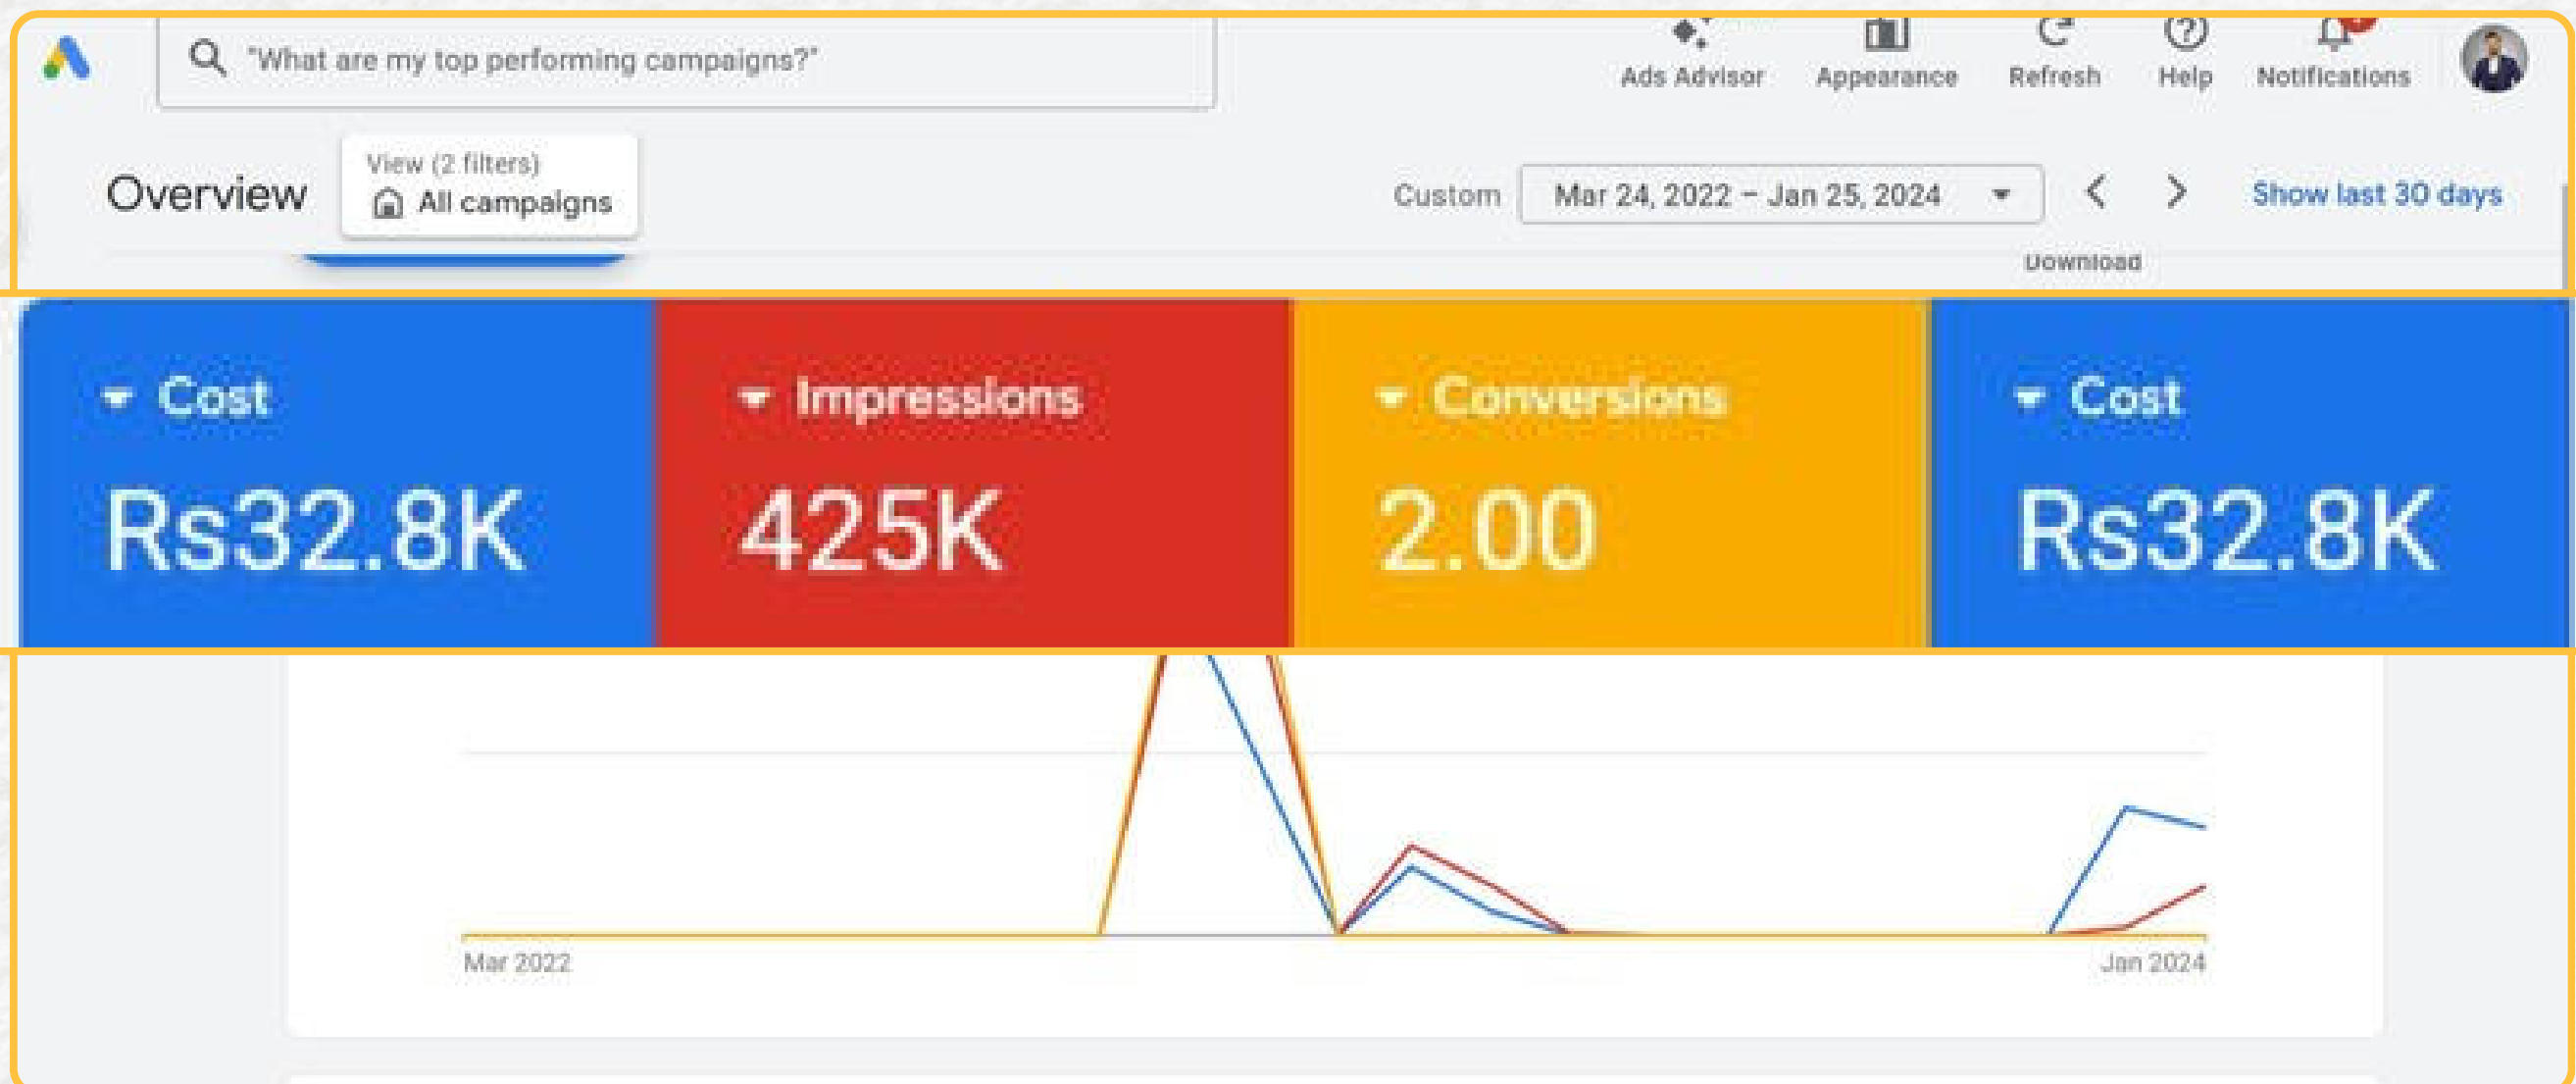 "What are my top performing campaigns?"
Ads Advisor
Appearance
Refresh
Help
Notifications
Overview
View (2 filters)
All campaigns
Custom
Mar 24, 2022 – Jan 25, 2024
Show last 30 days
Download
Cost
Rs32.8K
Impressions
425K
Conversions
2.00
Cost
Rs32.8K
Mar 2022
Jan 2024